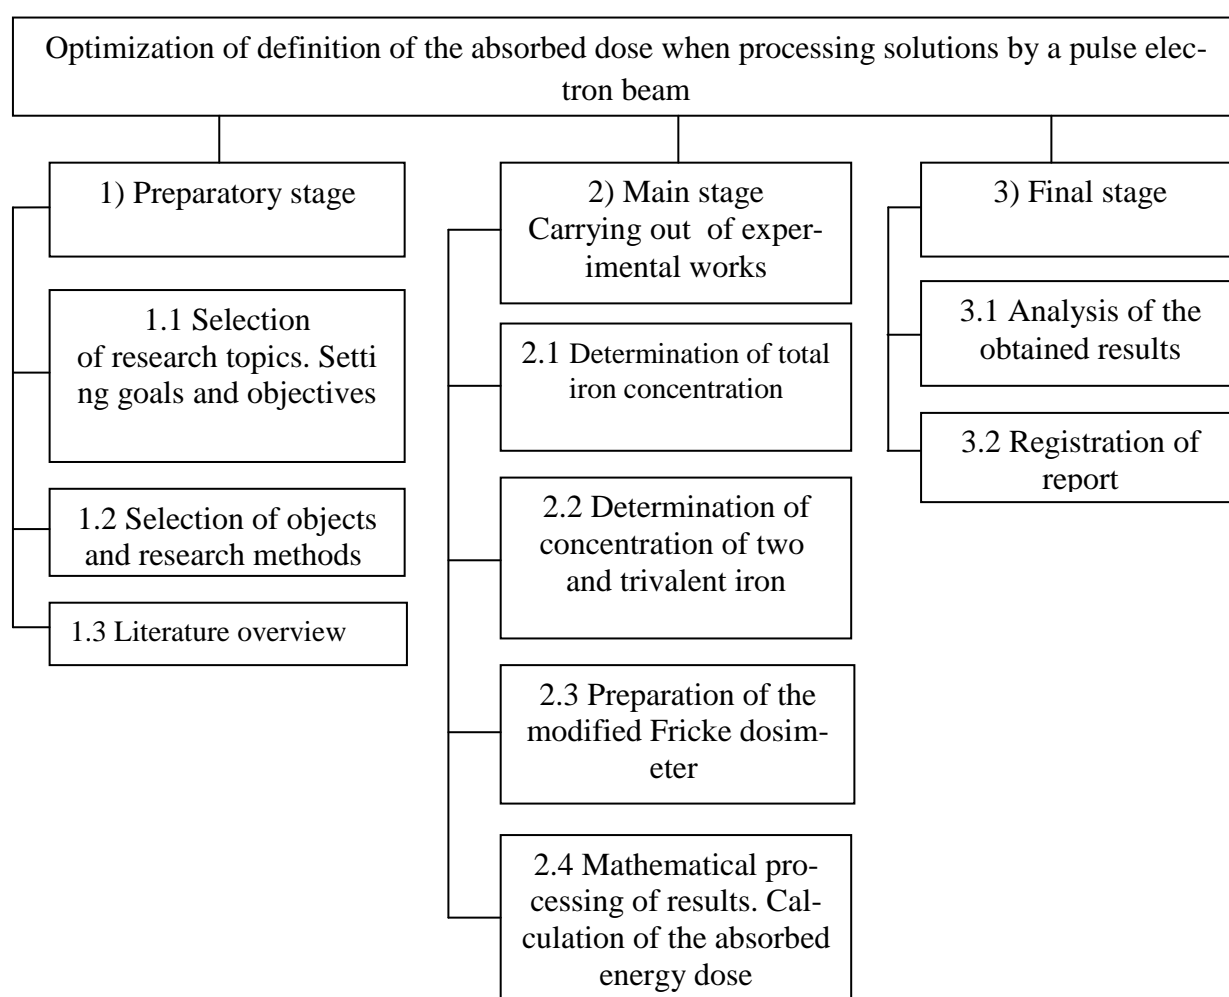 Optimization of definition of the absorbed dose when processing solutions by a pulse elec-
tron beam
1) Preparatory stage
1.1 Selection
of research topics. Setti
ng goals and objectives
1.2 Selection of objects
and research methods
1.3 Literature overview
2) Main stage
Carrying out of exper-
imental works
2.1 Determination of total
iron concentration
2.2 Determination of
concentration of two
and trivalent iron
2.3 Preparation of the
modified Fricke dosim-
eter
2.4 Mathematical pro-
cessing of results. Cal-
culation of the absorbed
energy dose
3) Final stage
3.1 Analysis of the
obtained results
3.2 Registration of
report